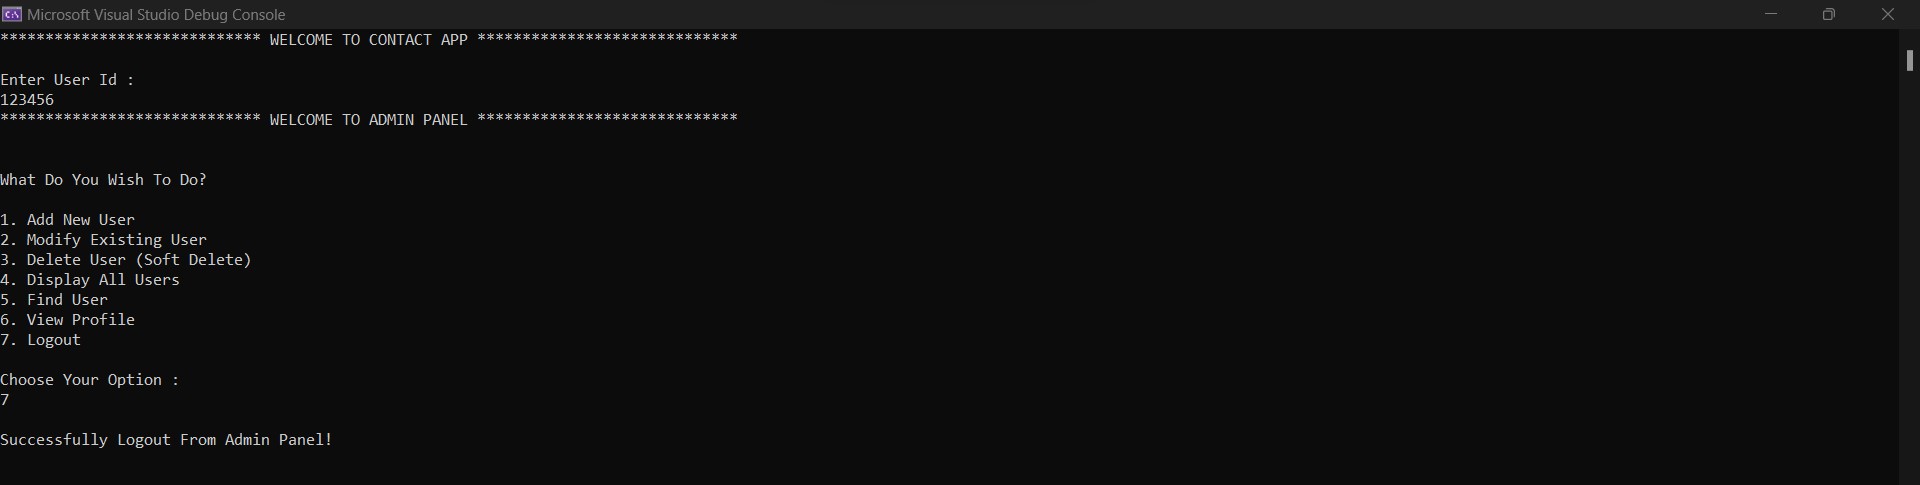 Microsoft Visual Studio Debug Console
***************************** WELCOME TO CONTACT APP *****************************
Enter User Id :
123456
***************************** WELCOME TO ADMIN PANEL *****************************
What Do You Wish To Do?
1. Add New User
2. Modify Existing User
3. Delete User (Soft Delete)
4. Display All Users
5. Find User
6. View Profile
7. Logout
Choose Your Option :
7
Successfully Logout From Admin Panel!